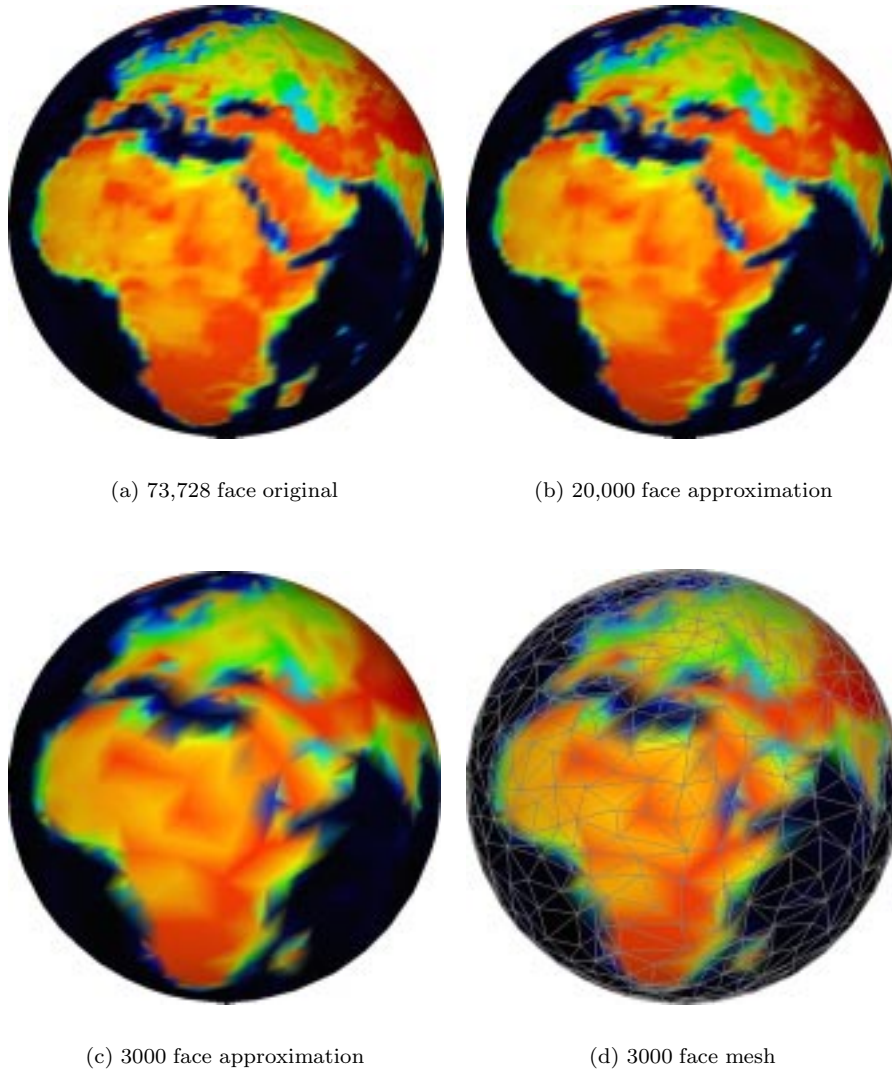 (a) 73,728 face original
(b) 20,000 face approximation
(c) 3000 face approximation
(d) 3000 face mesh